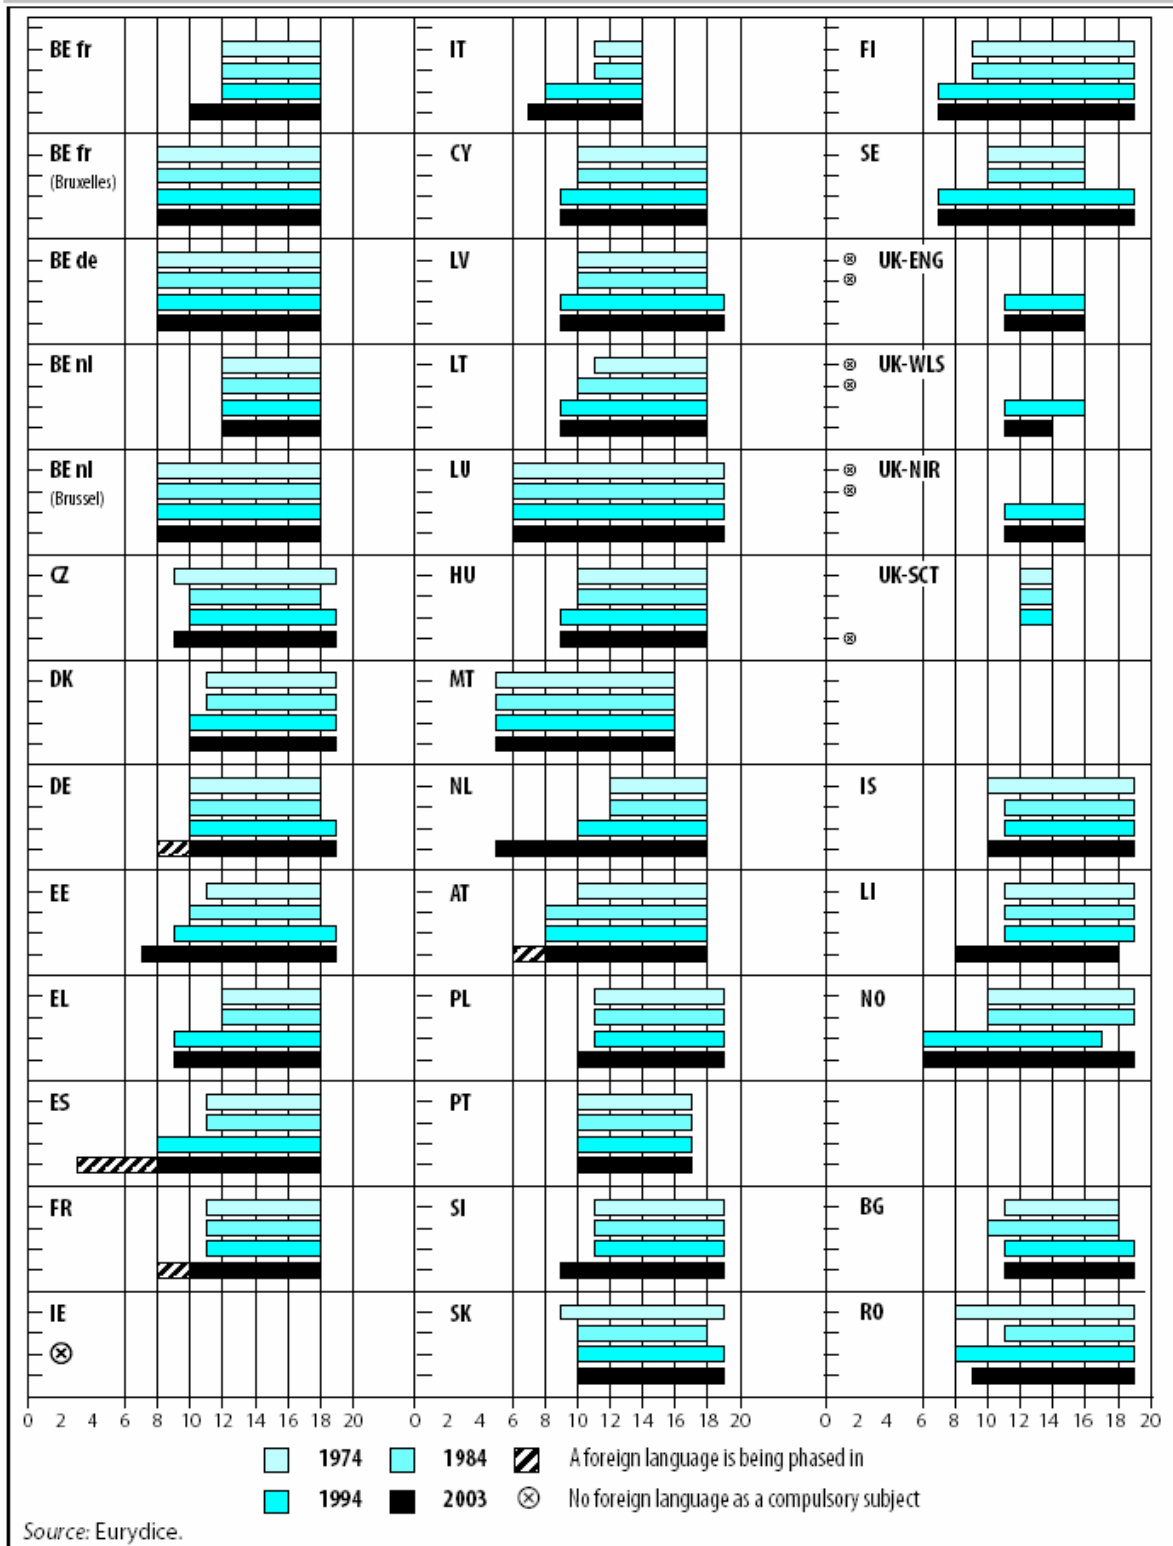 BE fr IT FI
BE fr CY SE
(Bruxelles)
BE de LV UK-ENG
BE nl LT UK-WLS
BE nl LU UK-NIR
(Brussel)
CZ HU UK-SCT
DK MT
DE NL IS
EE AT LI
EL PL NO
ES PT
FR SI BG
IE SK RO
0 2 4 6 8 10 12 14 16 18 20 0 2 4 6 8 10 12 14 16 18 20 0 2 4 6 8 10 12 14 16 18 20
1974 1984 A foreign language is being phased in
1994 2003 No foreign language as a compulsory subject
Source: Eurydice.